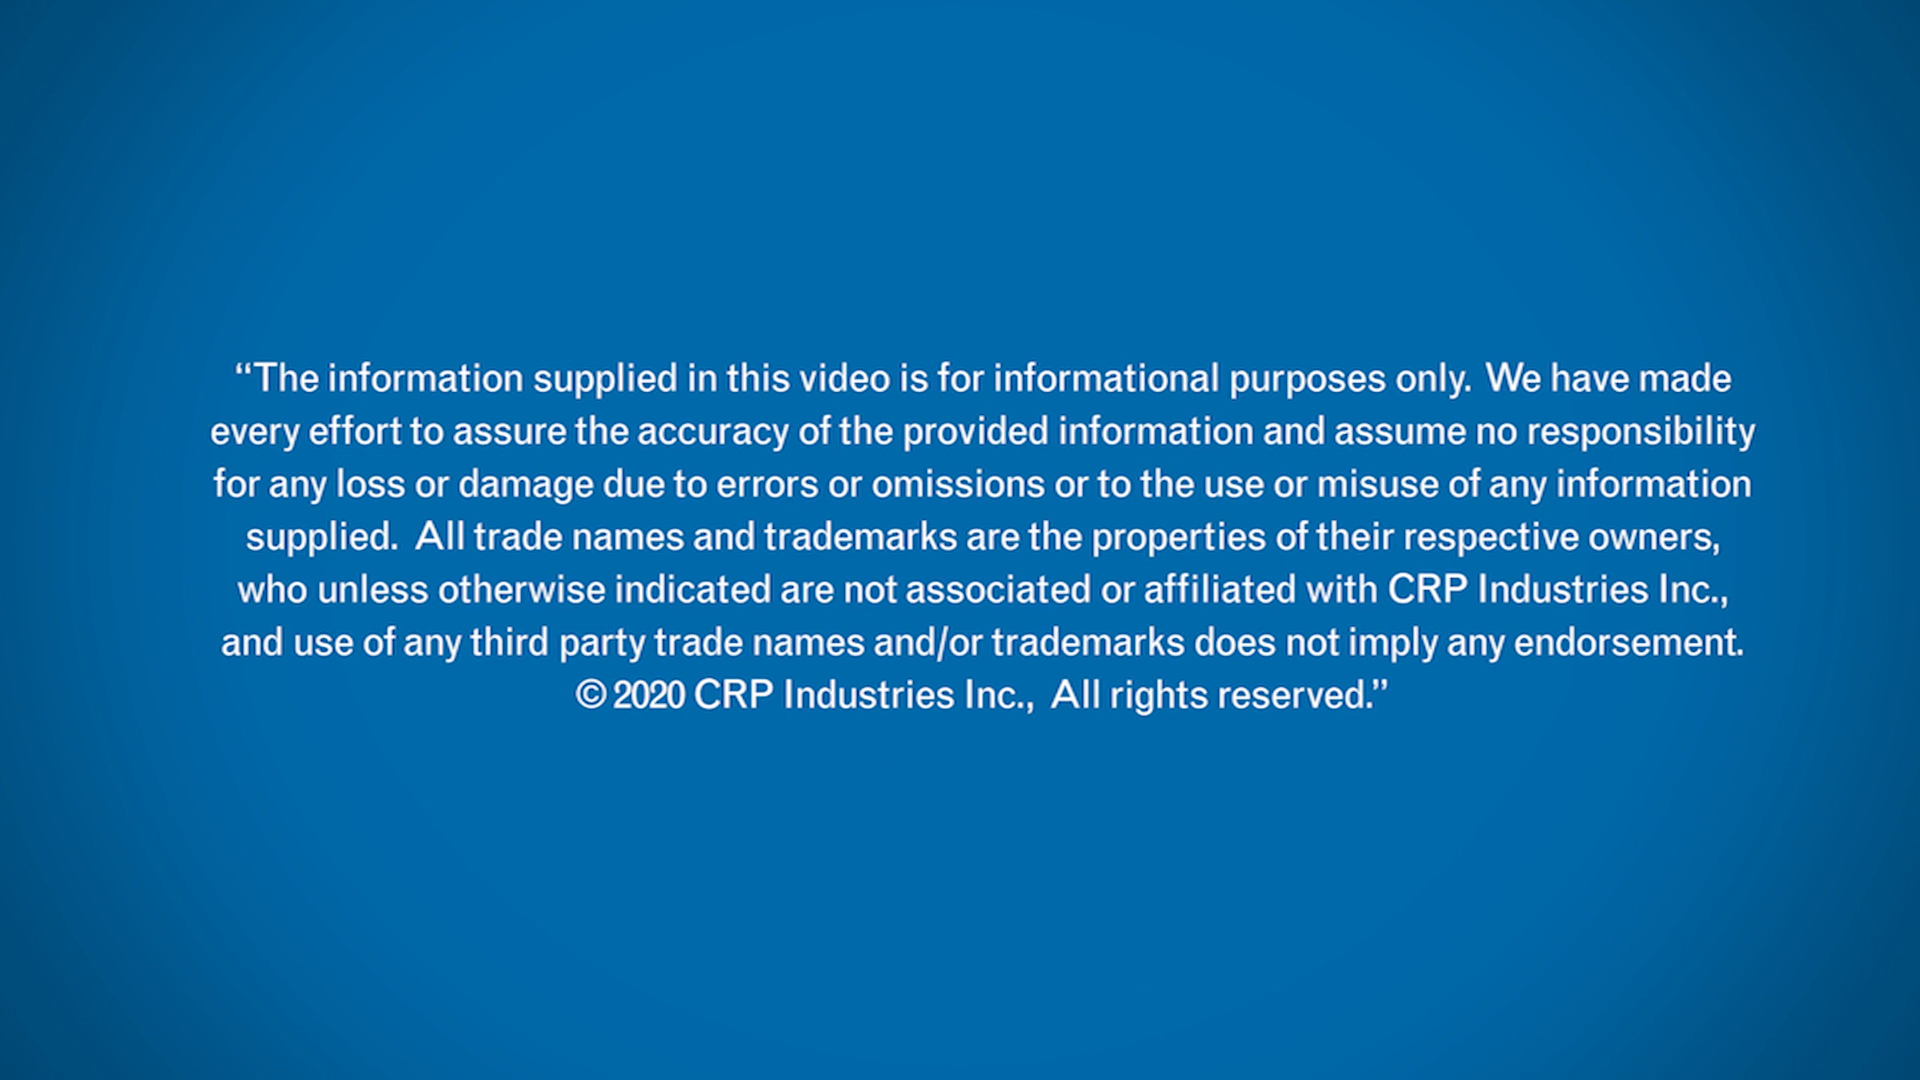 “The information supplied in this video is for informational purposes only.  We have made
every effort to assure the accuracy of the provided information and assume no responsibility
for any loss or damage due to errors or omissions or to the use or misuse of any information
supplied.  All trade names and trademarks are the properties of their respective owners,
who unless otherwise indicated are not associated or affiliated with CRP Industries Inc.,
and use of any third party trade names and/or trademarks does not imply any endorsement.
© 2020 CRP Industries Inc.,  All rights reserved.”